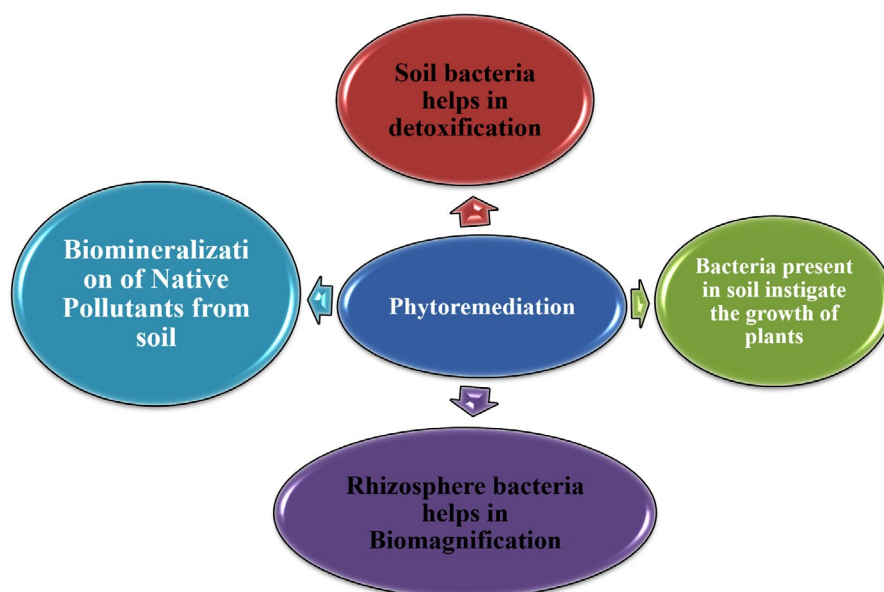 Soil bacteria
helps in
detoxification
Biomineralizati
on of Native
Pollutants from
soil
Phytoremediation
Bacteria present
in soil instigate
the growth of
plants
Rhizosphere bacteria
helps in
Biomagnification